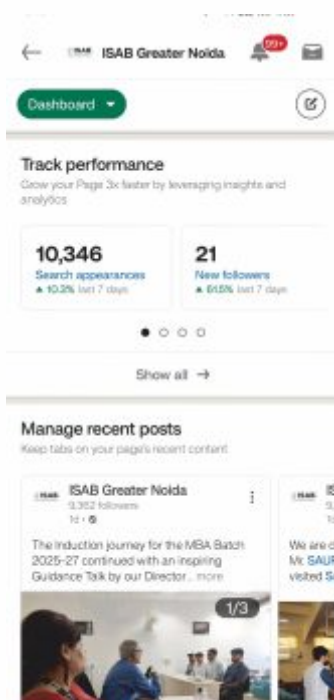 ISAB Greater Noida
99+
Dashboard
Track performance
Grow your Page 3x faster by leveraging insights and
analytics
10,346
Search appearances
▲ 10.3% last 7 days
21
New followers
▲ 61.5% last 7 days
Show all →
Manage recent posts
Keep tabs on your page's recent content
ISAB Greater Noida
9,352 followers
1d •
The Induction journey for the MBA Batch
2025-27 continued with an inspiring
Guidance Talk by our Director... more
1/3
We are
Mr. SAUR
visited